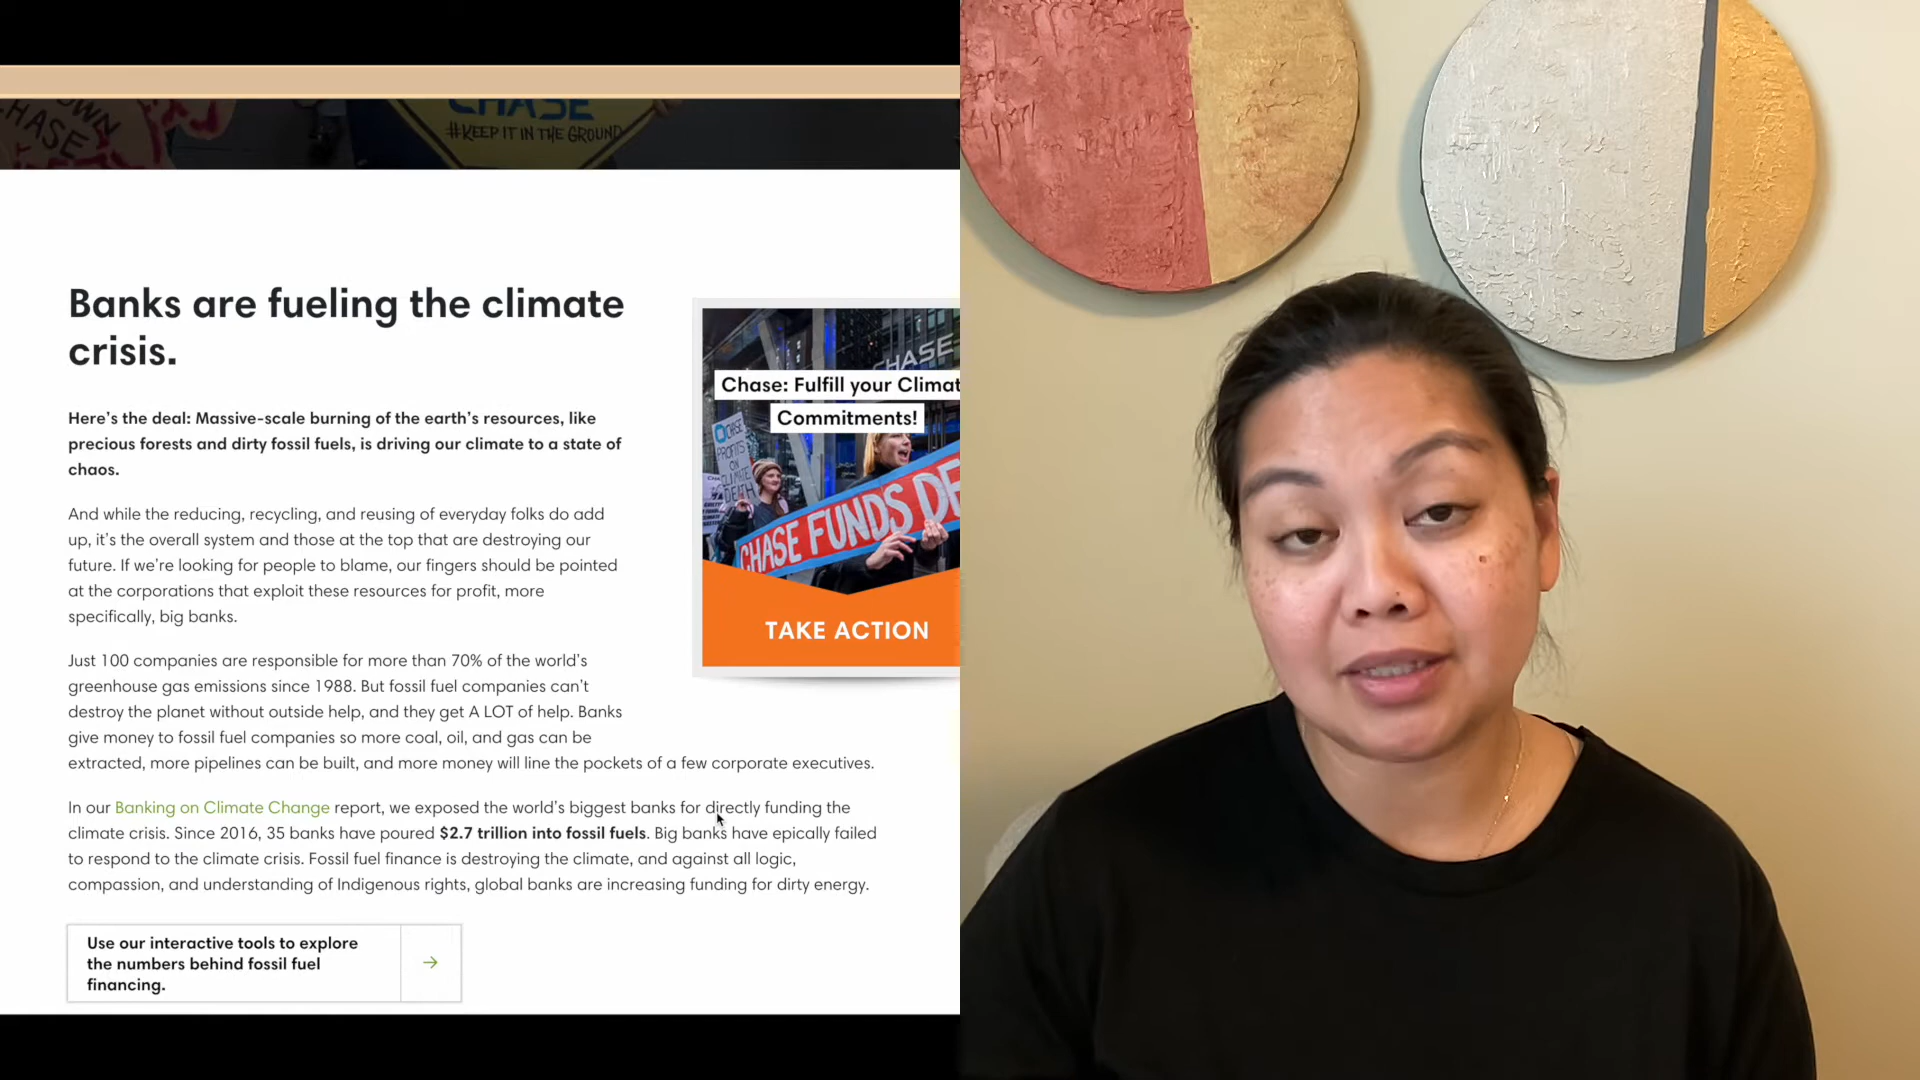 OWN
CHASE
CHASE
#KEEP IT IN THE GROUND
Banks are fueling the climate
crisis.
Here's the deal: Massive-scale burning of the earth's resources, like
precious forests and dirty fossil fuels, is driving our climate to a state of
chaos.
And while the reducing, recycling, and reusing of everyday folks do add
up, it's the overall system and those at the top that are destroying our
future. If we're looking for people to blame, our fingers should be pointed
at the corporations that exploit these resources for profit, more
specifically, big banks.
Just 100 companies are responsible for more than 70% of the world's
greenhouse gas emissions since 1988. But fossil fuel companies can't
destroy the planet without outside help, and they get A LOT of help. Banks
give money to fossil fuel companies so more coal, oil, and gas can be
extracted, more pipelines can be built, and more money will line the pockets of a few corporate executives.
In our Banking on Climate Change report, we exposed the world's biggest banks for directly funding the
climate crisis. Since 2016, 35 banks have poured $2.7 trillion into fossil fuels. Big banks have epically failed
to respond to the climate crisis. Fossil fuel finance is destroying the climate, and against all logic,
compassion, and understanding of Indigenous rights, global banks are increasing funding for dirty energy.
Use our interactive tools to explore
the numbers behind fossil fuel
financing.
CHASE
Chase: Fulfill your Climat
Commitments!
CHASE
PROFITS
ON
CLIMATE
DEATH
CHASE FUNDS DE
TAKE ACTION